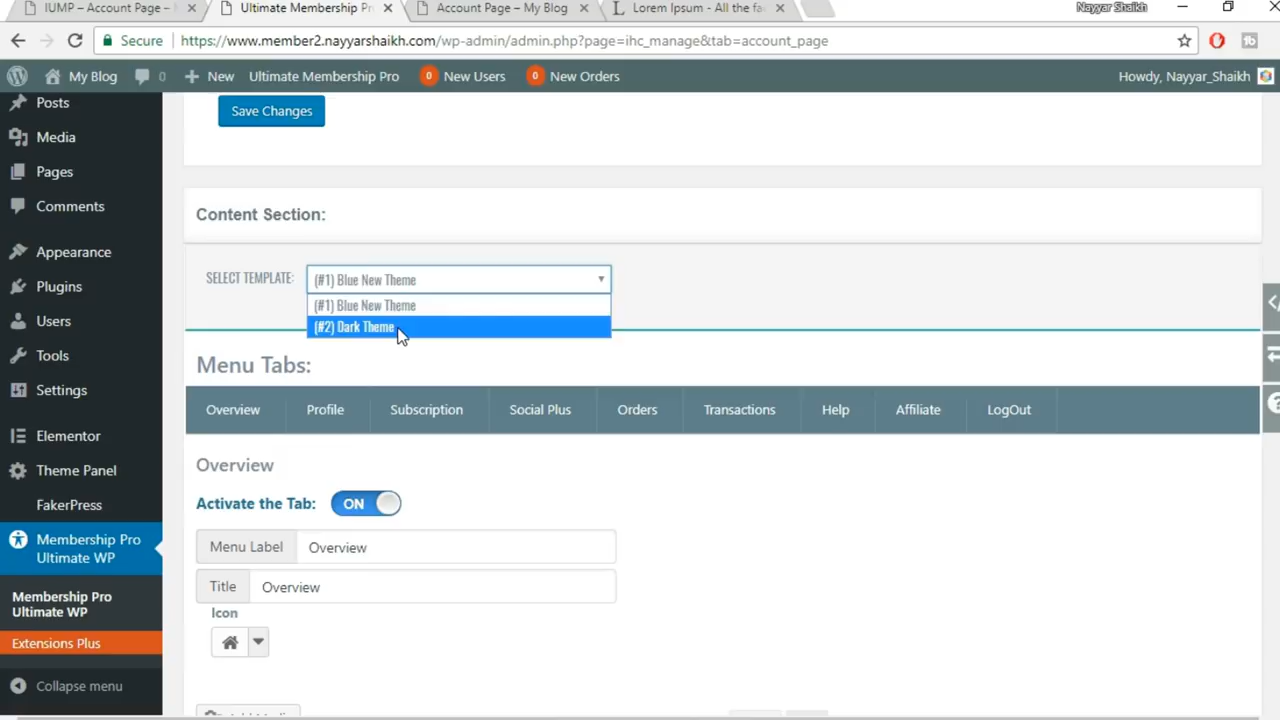 IUMP – Account Page –
Ultimate Membership Pro
Account Page – My Blog
Lorem Ipsum - All the fa
Nayyar Shaikh
Secure
https://www.member2.nayyarshaikh.com/wp-admin/admin.php?page=ihc_manage&tab=account_page
My Blog
0
New
Ultimate Membership Pro
0 New Users
0 New Orders
Howdy, Nayyar_Shaikh
Posts
Media
Pages
Comments
Appearance
Plugins
Users
Tools
Settings
Elementor
Theme Panel
FakerPress
Membership Pro
Ultimate WP
Membership Pro
Ultimate WP
Extensions Plus
Collapse menu
Save Changes
Content Section:
SELECT TEMPLATE:
(#1) Blue New Theme
(#1) Blue New Theme
(#2) Dark Theme
Menu Tabs:
Overview Profile Subscription Social Plus Orders Transactions Help Affiliate LogOut
Overview
Activate the Tab: ON
Menu Label Overview
Title Overview
Icon